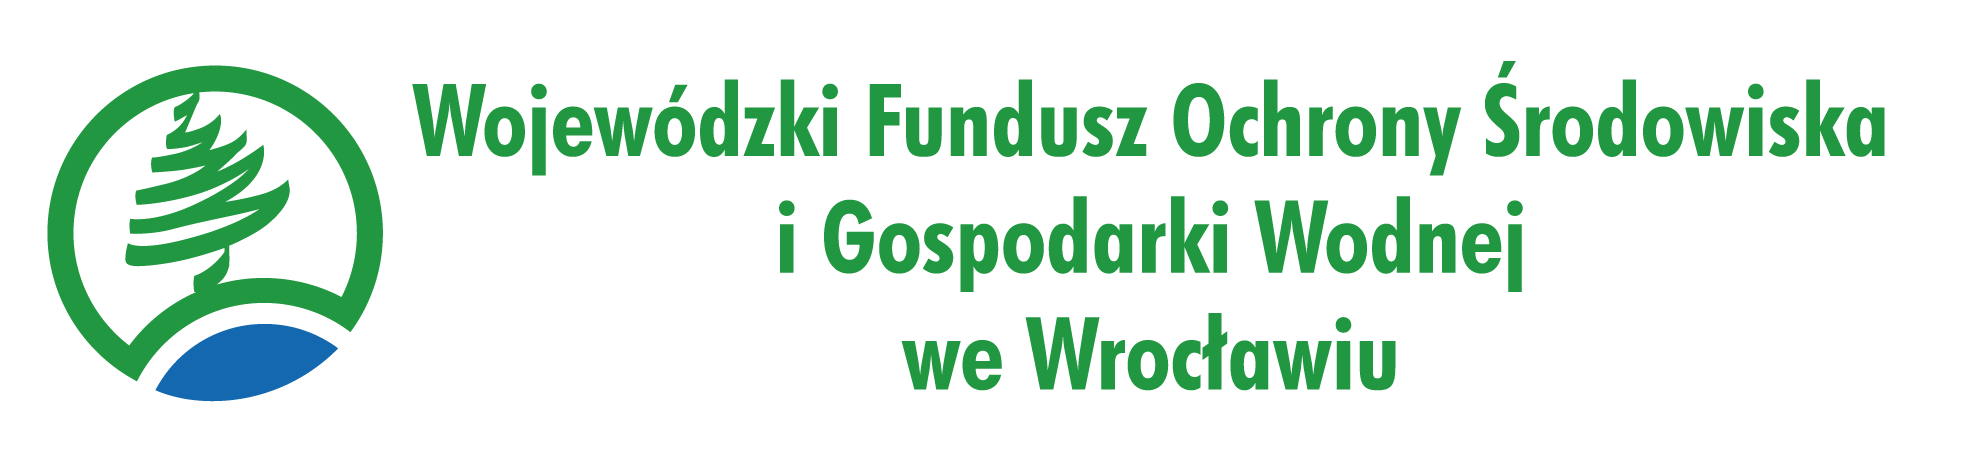 Wojewódzki Fundusz Ochrony Środowiska
i Gospodarki Wodnej
we Wrocławiu